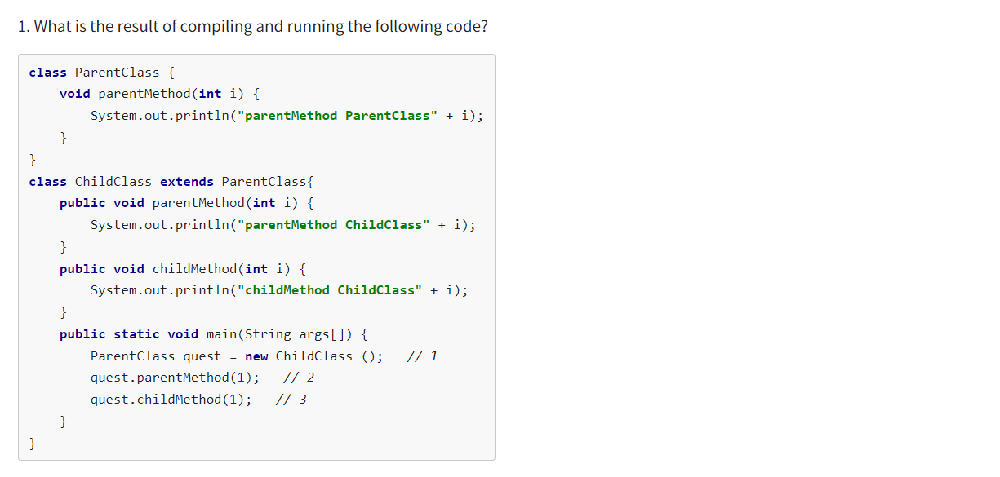 1. What is the result of compiling and running the following code?
class ParentClass {
    void parentMethod(int i) {
        System.out.println("parentMethod ParentClass" + i);
    }
}
class ChildClass extends ParentClass{
    public void parentMethod(int i) {
        System.out.println("parentMethod ChildClass" + i);
    }
    public void childMethod(int i) {
        System.out.println("childMethod ChildClass" + i);
    }
    public static void main(String args[]) {
        ParentClass quest = new ChildClass ();   // 1
        quest.parentMethod(1);   // 2
        quest.childMethod(1);   // 3
    }
}